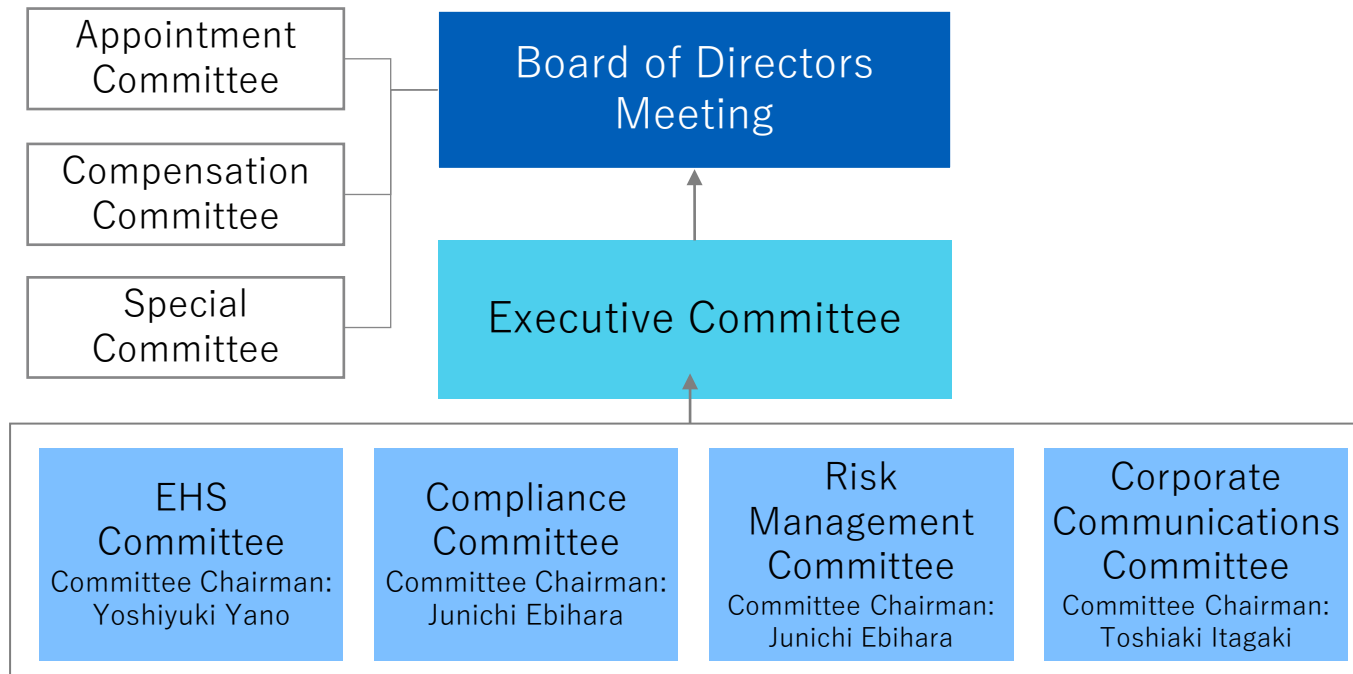 Appointment
Committee
Board of Directors
Meeting
Compensation
Committee
Special
Committee
Executive Committee
EHS
Committee
Committee Chairman:
Yoshiyuki Yano
Compliance
Committee
Committee Chairman:
Junichi Ebihara
Risk
Management
Committee
Committee Chairman:
Junichi Ebihara
Corporate
Communications
Committee
Committee Chairman:
Toshiaki Itagaki